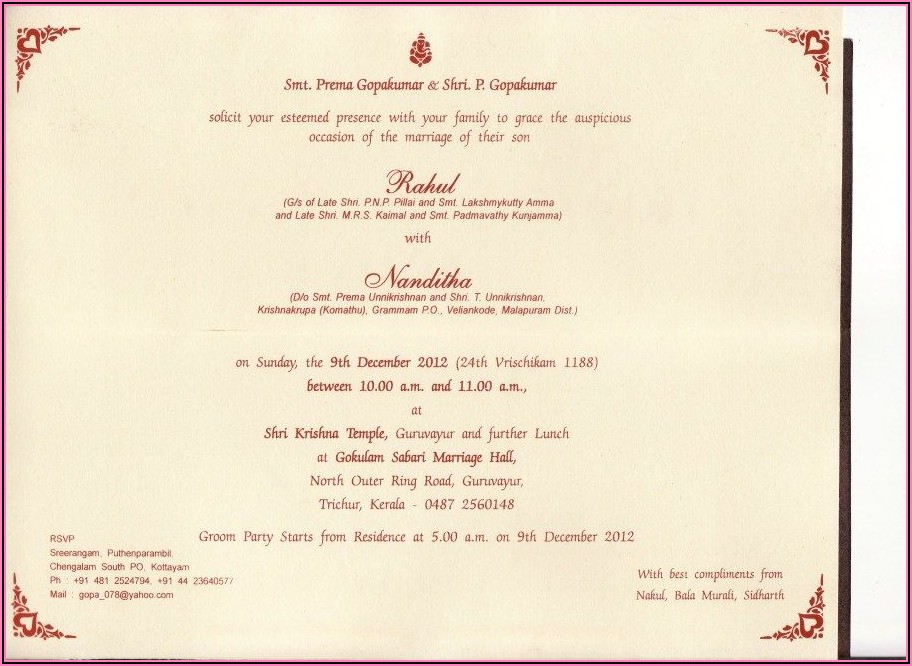 Smt. Prema Gopakumar & Shri. P. Gopakumar
solicit your esteemed presence with your family to grace the auspicious
occasion of the marriage of their son
Rahul
(G/s of Late Shri. P.N.P. Pillai and Smt. Lakshmykutty Amma
and Late Shri. M.R.S. Kaimal and Smt. Padmavathy Kunjamma)
with
Nanditha
(D/o Smt. Prema Unnikrishnan and Shri. T. Unnikrishnan,
Krishnakrupa (Komathu), Grammam P.O., Veliankode, Malapuram Dist.)
on Sunday, the 9th December 2012 (24th Vrischikam 1188)
between 10.00 a.m. and 11.00 a.m.,
at
Shri Krishna Temple, Guruvayur and further Lunch
at Gokulam Sabari Marriage Hall,
North Outer Ring Road, Guruvayur,
Trichur, Kerala - 0487 2560148
Groom Party Starts from Residence at 5.00 a.m. on 9th December 2012
RSVP
Sreerangam, Puthenparambil,
Chengalam South PO, Kottayam
Ph : +91 481 2524794, +91 44 23640577
Mail : gopa_078@yahoo.com
With best compliments from
Nakul, Bala Murali, Sidharth